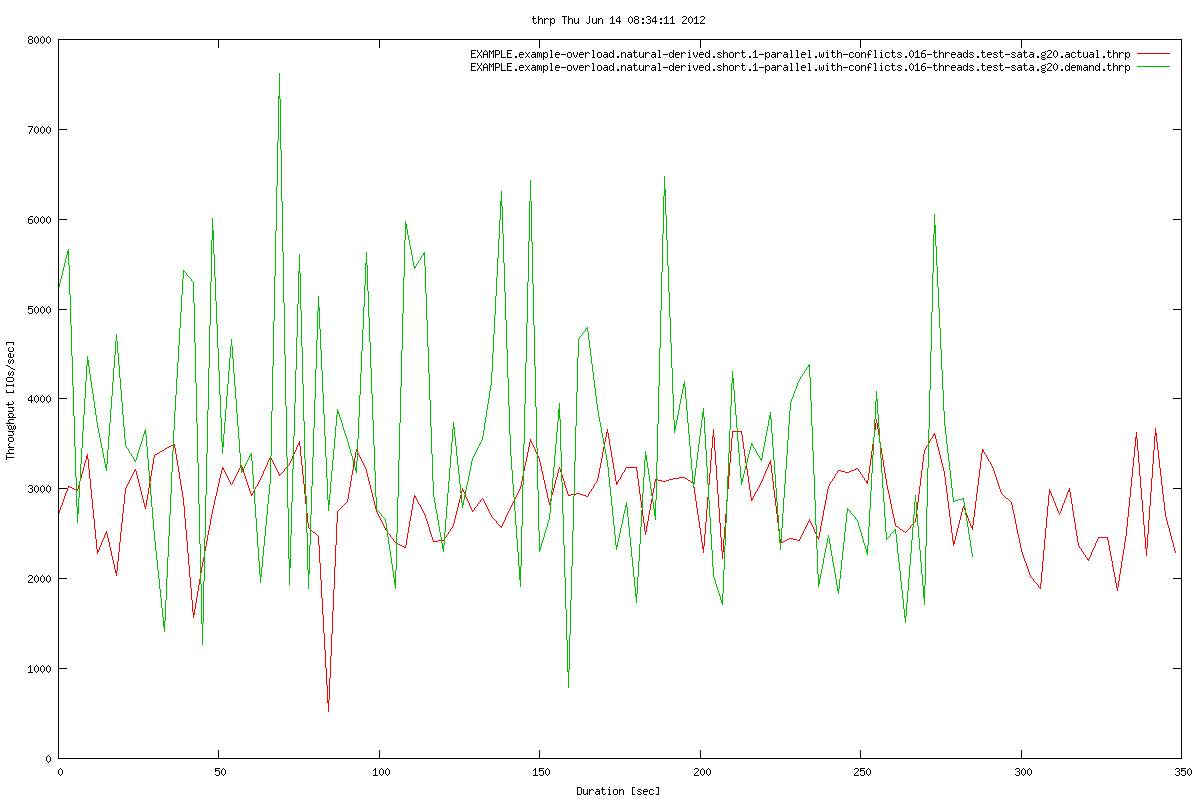 thrp Thu Jun 14 08:34:11 2012
EXAMPLE.example-overload.natural-derived.short.1-parallel.with-conflicts.016-threads.test-sata.g20.actual.thrp
EXAMPLE.example-overload.natural-derived.short.1-parallel.with-conflicts.016-threads.test-sata.g20.demand.thrp
8000
7000
6000
5000
4000
3000
2000
1000
0
Throughput [IOs/sec]
0 50 100 150 200 250 300 350
Duration [sec]